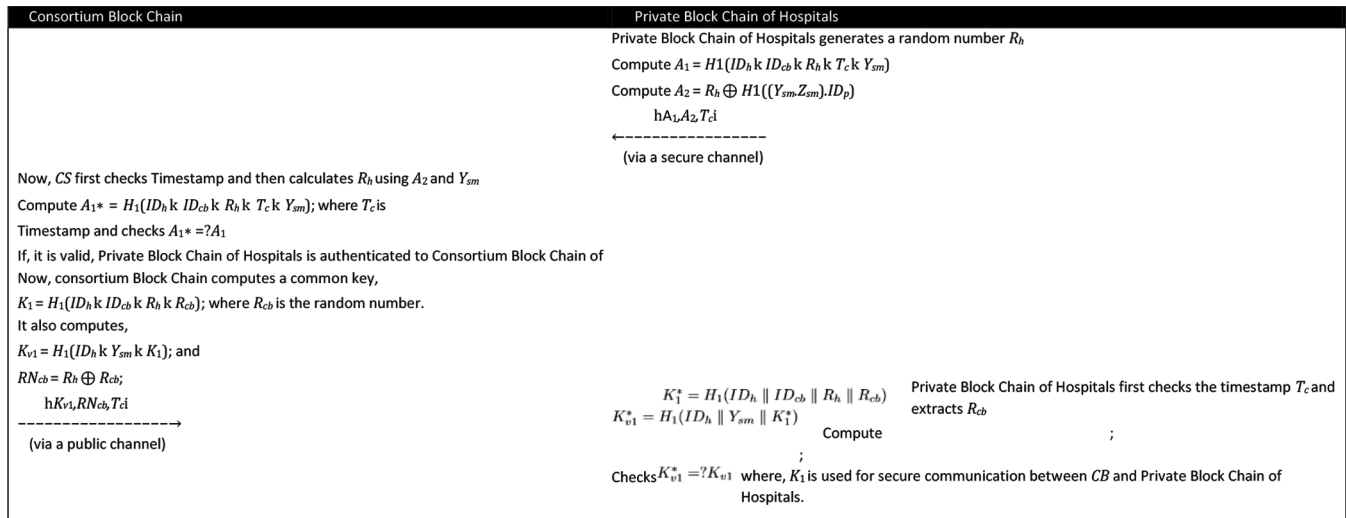 Consortium Block Chain
Private Block Chain of Hospitals
Private Block Chain of Hospitals generates a random number Rh
Compute A1 = H1(IDh k IDcb k Rh k Tc k Ysm)
Compute A2 = Rh ⊕ H1((Ysm.Zsm).IDp)
hA1,A2,Tci
←–––––––––––––––––
(via a secure channel)
Now, CS first checks Timestamp and then calculates Rh using A2 and Ysm
Compute A1∗ = H1(IDh k IDcb k Rh k Tc k Ysm); where Tc is
Timestamp and checks A1∗ =?A1
If, it is valid, Private Block Chain of Hospitals is authenticated to Consortium Block Chain of
Now, consortium Block Chain computes a common key,
K1 = H1(IDh k IDcb k Rh k Rcb); where Rcb is the random number.
It also computes,
Kv1 = H1(IDh k Ysm k K1); and
RNcb = Rh ⊕ Rcb;
hKv1,RNcb,Tci
––––––––––––––––––→
(via a public channel)
Private Block Chain of Hospitals first checks the timestamp Tc and
extracts Rcb
K1* = H1(IDh ∥ IDcb ∥ Rh ∥ Rcb)
Kv1* = H1(IDh ∥ Ysm ∥ K1*)
Compute ;
;
Checks Kv1* =?Kv1 where, K1 is used for secure communication between CB and Private Block Chain of
Hospitals.